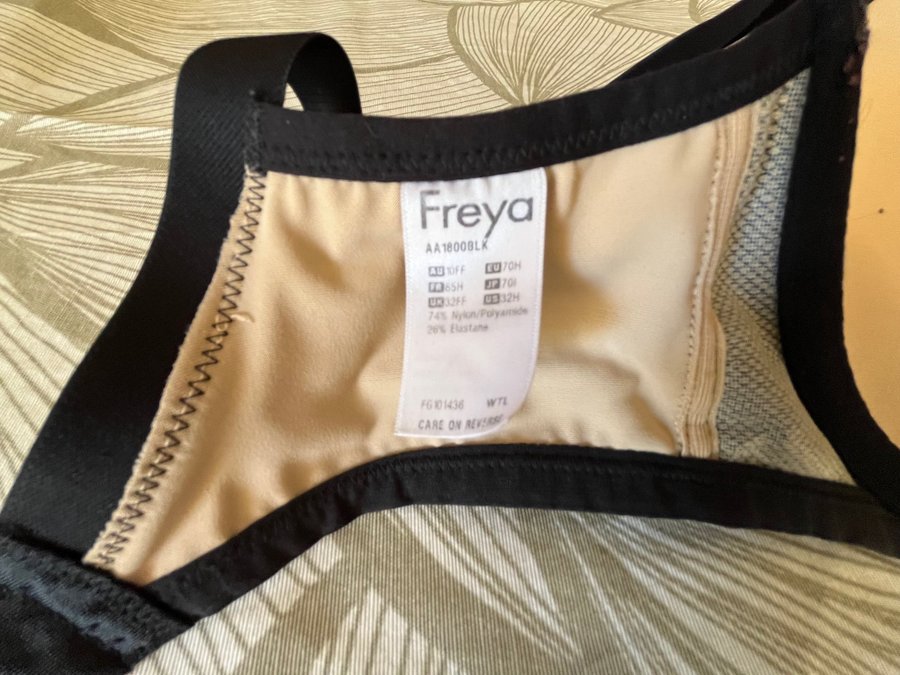 Freya
AA1800BLK
AU 10FF EU 70H
FR 85H JP 70I
UK 32FF US 32H
74% Nylon/Polyamide
26% Elastane
FG101436 WTL
CARE ON REVERSE